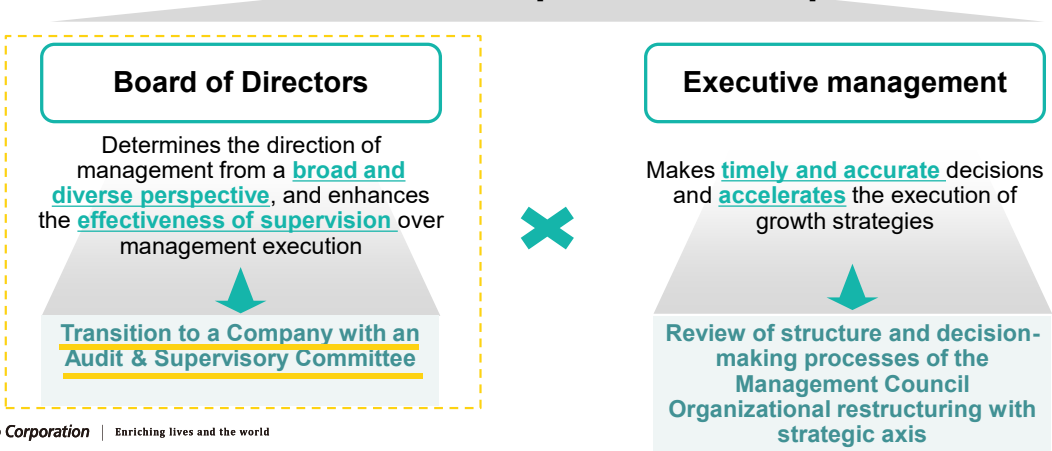 Board of Directors
Determines the direction of
management from a broad and
diverse perspective, and enhances
the effectiveness of supervision over
management execution
Transition to a Company with an
Audit & Supervisory Committee
Executive management
Makes timely and accurate decisions
and accelerates the execution of
growth strategies
Review of structure and decision-
making processes of the
Management Council
Organizational restructuring with
strategic axis
Corporation | Enriching lives and the world